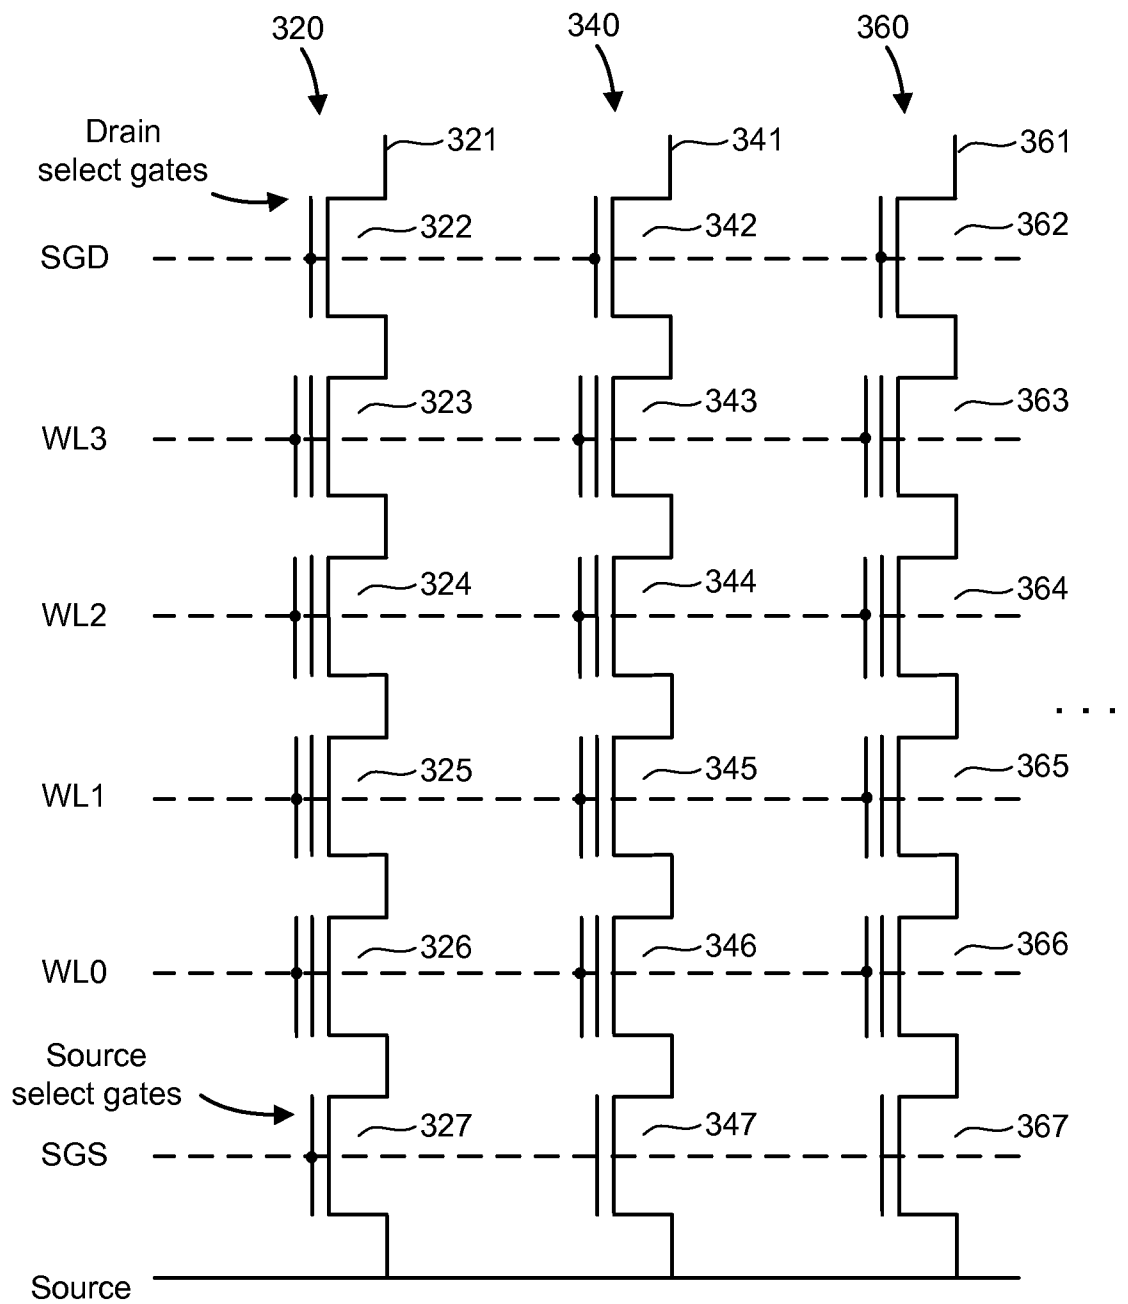 320 340 360
Drain
select gates
321 341 361
SGD 322 342 362
WL3 323 343 363
WL2 324 344 364
. . .
WL1 325 345 365
WL0 326 346 366
Source
select gates
SGS 327 347 367
Source